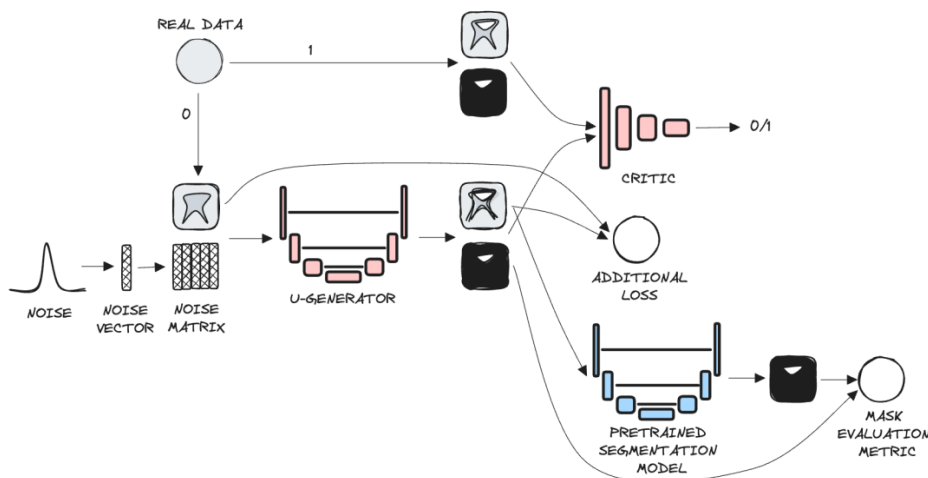 REAL DATA
1
0
0/1
CRITIC
U-GENERATOR
ADDITIONAL
LOSS
NOISE
NOISE
VECTOR
NOISE
MATRIX
PRETRAINED
SEGMENTATION
MODEL
MASK
EVALUATION
METRIC